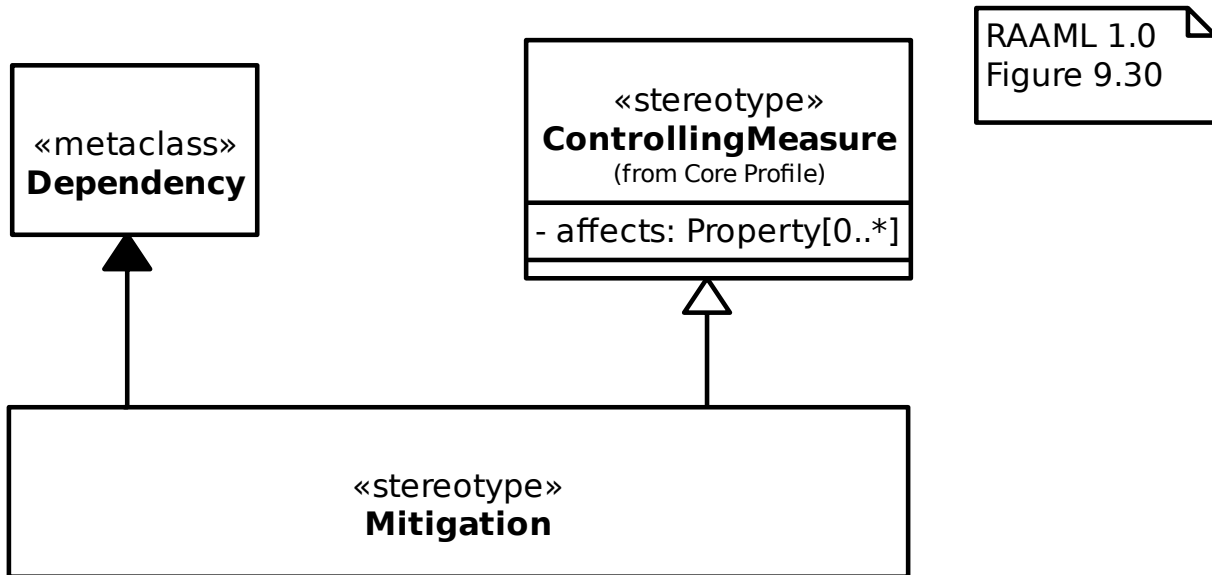 «metaclass»
Dependency
«stereotype»
ControllingMeasure
(from Core Profile)
- affects: Property[0..*]
RAAML 1.0
Figure 9.30
«stereotype»
Mitigation